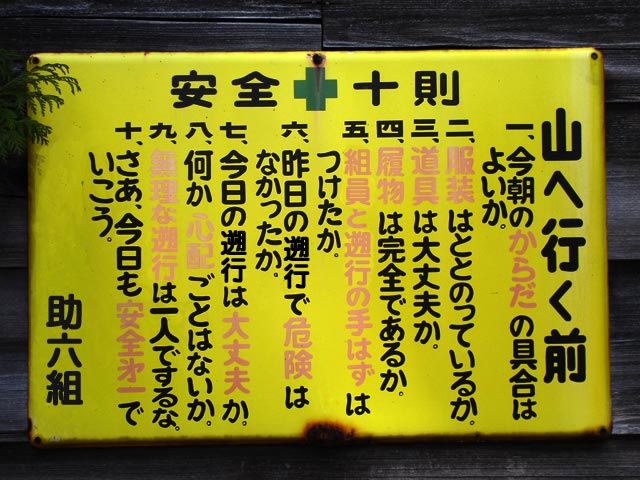 安全十則
山へ行く前
一、今朝のからだの具合は
よいか。
二、服装はととのっているか。
三、道具は大丈夫か。
四、履物は完全であるか。
五、組員と遡行の手はずは
つけたか。
六、昨日の遡行で危険は
なかったか。
七、今日の遡行は大丈夫か。
八、何か心配ごとはないか。
九、無理な遡行は一人でするな。
十、さあ、今日も安全才一で
いこう。
助六組